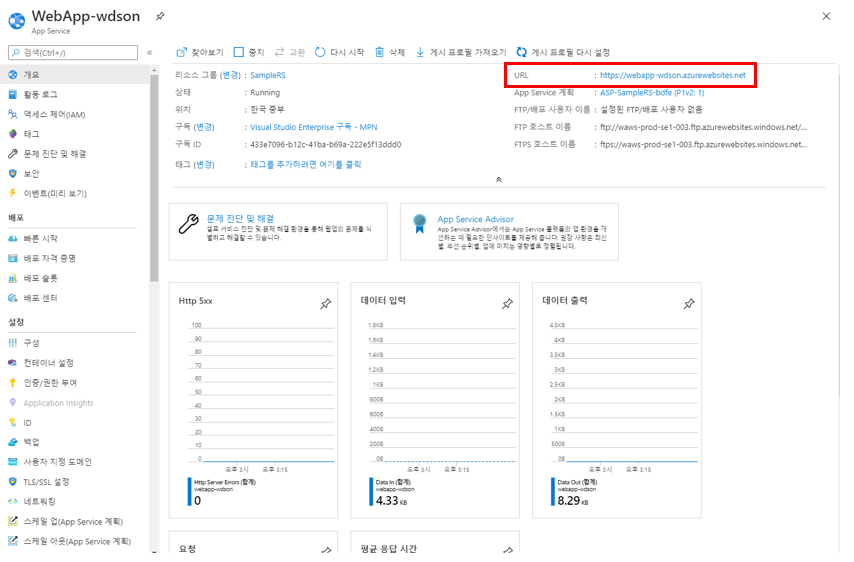 WebApp-wdson
App Service
검색(Ctrl+/)
개요
활동 로그
액세스 제어(IAM)
태그
문제 진단 및 해결
보안
이벤트(미리 보기)
배포
빠른 시작
배포 자격 증명
배포 슬롯
배포 센터
설정
구성
컨테이너 설정
인증/권한 부여
Application Insights
ID
백업
사용자 지정 도메인
TLS/SSL 설정
네트워킹
스케일 업(App Service 계획)
스케일 아웃(App Service 계획)
찾아보기 중지 교환 다시 시작 삭제 게시 프로필 가져오기 게시 프로필 다시 설정
리소스 그룹 (변경) : SampleRS
상태 : Running
위치 : 한국 중부
구독 (변경) : Visual Studio Enterprise 구독 - MPN
구독 ID : 433e7096-b12c-41ba-b69a-222e5f13ddd0
태그 (변경) : 태그를 추가하려면 여기를 클릭
URL : https://webapp-wdson.azurewebsites.net
App Service 계획 : ASP-SampleRS-bdfe (P1v2: 1)
FTP/배포 사용자 이름 : 설정된 FTP/배포 사용자 없음
FTP 호스트 이름 : ftp://waws-prod-se1-003.ftp.azurewebsites.windows.net/...
FTPS 호스트 이름 : ftps://waws-prod-se1-003.ftp.azurewebsites.windows.net...
문제 진단 및 해결
셀프 서비스 진단 및 문제 해결 환경을 통해 웹앱의 문제를 식
별하고 해결할 수 있습니다.
App Service Advisor
App Service Advisor에서는 App Service 플랫폼의 앱 환경을 개
선하는 데 필요한 인사이트를 제공해 줍니다. 권장 사항은 최신
별, 우선 순위별, 앱에 미치는 영향별로 정렬됩니다.
Http 5xx
100
90
80
70
60
50
40
30
20
10
0
오후 3시 오후 3:15
Http Server Errors (합계)
webapp-wdson
0
데이터 입력
1.8KB
1.6KB
1.4KB
1.2KB
1KB
800B
600B
400B
200B
0B
오후 3시 오후 3:15
Data In (합계)
webapp-wdson
4.33 KB
데이터 출력
4.5KB
4KB
3.5KB
3KB
2.5KB
2KB
1.5KB
1KB
500B
0B
오후 3시 오후 3:15
Data Out (합계)
webapp-wdson
8.29 KB
요청
평균 응답 시간